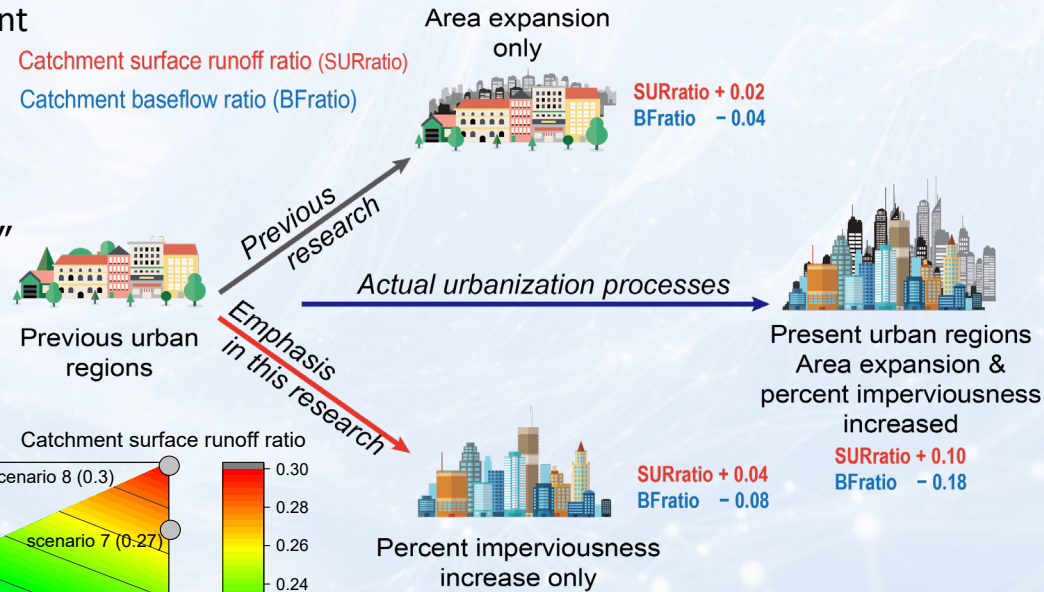 nt
Catchment surface runoff ratio (SURratio)
Catchment baseflow ratio (BFratio)
Area expansion
only
SURratio + 0.02
BFratio − 0.04
Previous
research
”
Actual urbanization processes
Previous urban
regions
Emphasis
in this research
Present urban regions
Area expansion &
percent imperviousness
increased
SURratio + 0.10
BFratio − 0.18
SURratio + 0.04
BFratio − 0.08
Percent imperviousness
increase only
Catchment surface runoff ratio
cenario 8 (0.3)
scenario 7 (0.27)
0.30
0.28
0.26
0.24